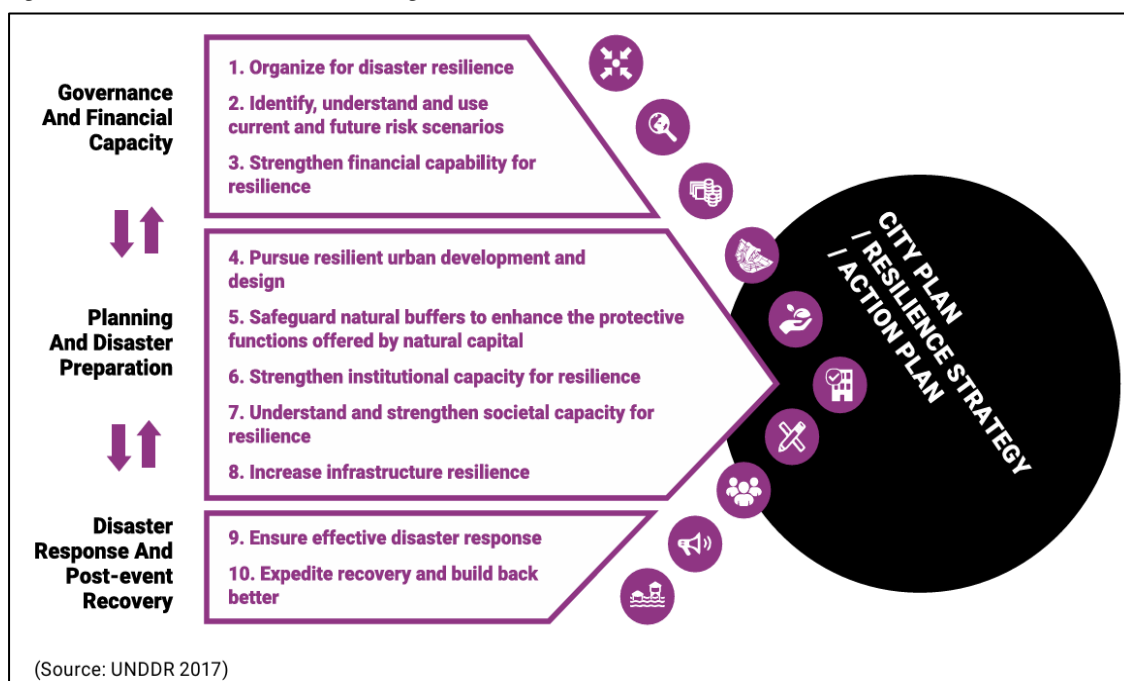 Governance
And Financial
Capacity
1. Organize for disaster resilience
2. Identify, understand and use
current and future risk scenarios
3. Strengthen financial capability for
resilience
Planning
And Disaster
Preparation
4. Pursue resilient urban development and
design
5. Safeguard natural buffers to enhance the protective
functions offered by natural capital
6. Strengthen institutional capacity for resilience
7. Understand and strengthen societal capacity for
resilience
8. Increase infrastructure resilience
Disaster
Response And
Post-event
Recovery
9. Ensure effective disaster response
10. Expedite recovery and build back
better
CITY PLAN
/ RESILIENCE STRATEGY
/ ACTION PLAN
(Source: UNDDR 2017)